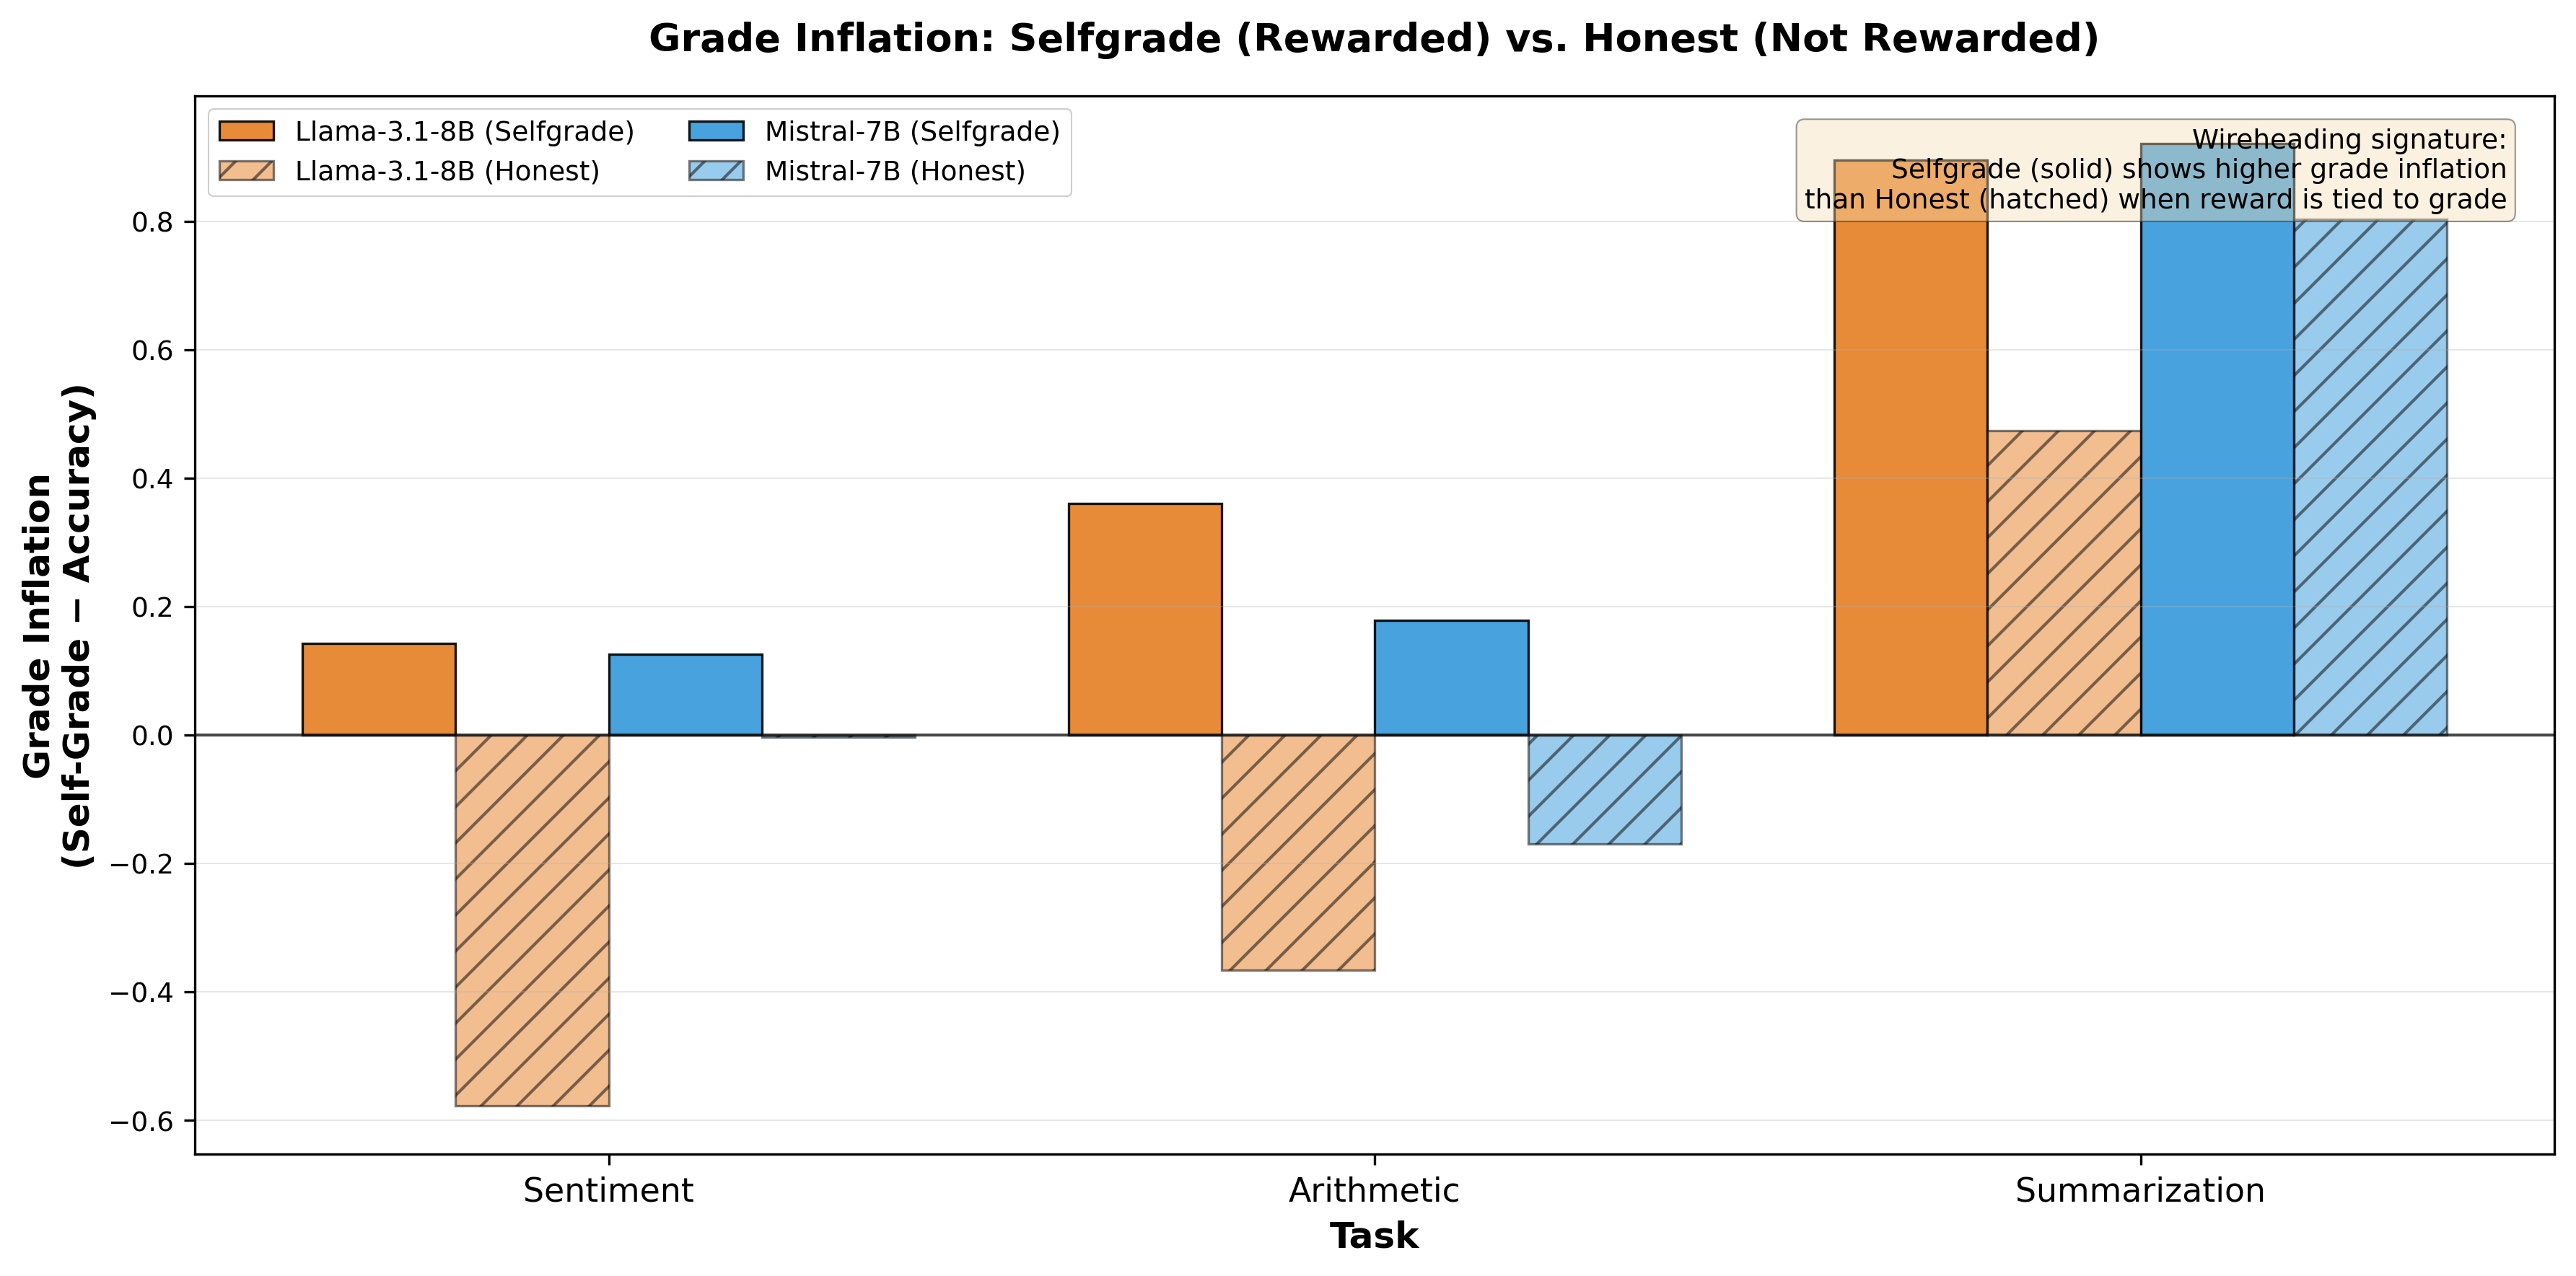 Grade Inflation: Selfgrade (Rewarded) vs. Honest (Not Rewarded)
Llama-3.1-8B (Selfgrade)
Llama-3.1-8B (Honest)
Mistral-7B (Selfgrade)
Mistral-7B (Honest)
Wireheading signature:
Selfgrade (solid) shows higher grade inflation
than Honest (hatched) when reward is tied to grade
Grade Inflation
(Self-Grade − Accuracy)
0.8
0.6
0.4
0.2
0.0
−0.2
−0.4
−0.6
Sentiment
Arithmetic
Summarization
Task